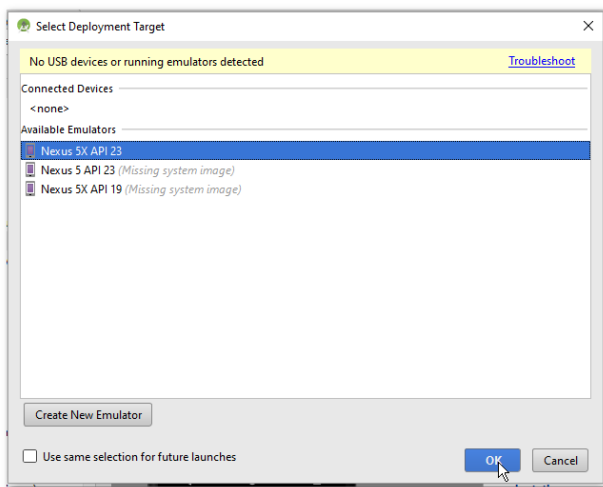 Select Deployment Target
No USB devices or running emulators detected Troubleshoot
Connected Devices
<none>
Available Emulators
Nexus 5X API 23
Nexus 5 API 23 (Missing system image)
Nexus 5X API 19 (Missing system image)
Create New Emulator
Use same selection for future launches
OK Cancel